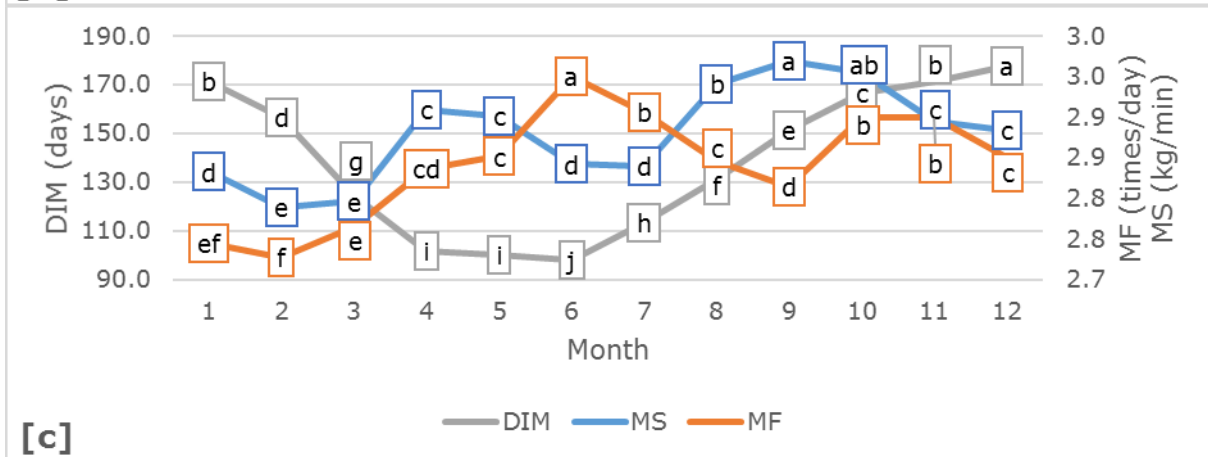 DIM (days)
190.0
170.0
150.0
130.0
110.0
90.0
b
d
g
i
i
j
h
f
e
c
b
a
d
e
e
c
c
d
d
b
a
ab
c
c
ef
f
e
cd
c
a
b
c
d
b
b
c
3.0
3.0
2.9
2.9
2.8
2.8
2.7
MF (times/day)
MS (kg/min)
1 2 3 4 5 6 7 8 9 10 11 12
Month
DIM MS MF
[c]